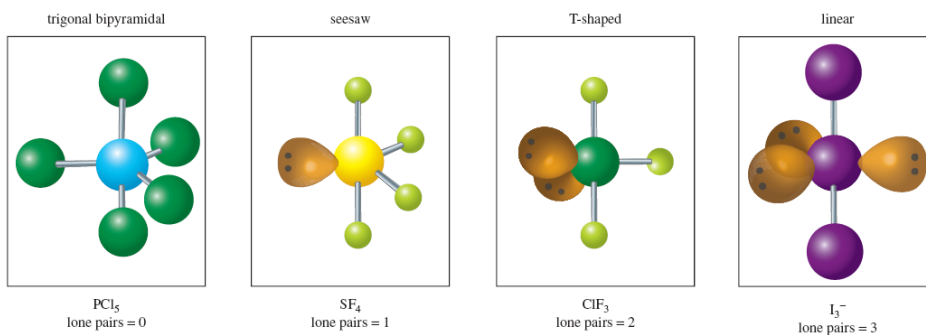 trigonal bipyramidal
seesaw
T-shaped
linear
PCl₅
lone pairs = 0
SF₄
lone pairs = 1
ClF₃
lone pairs = 2
I₃⁻
lone pairs = 3